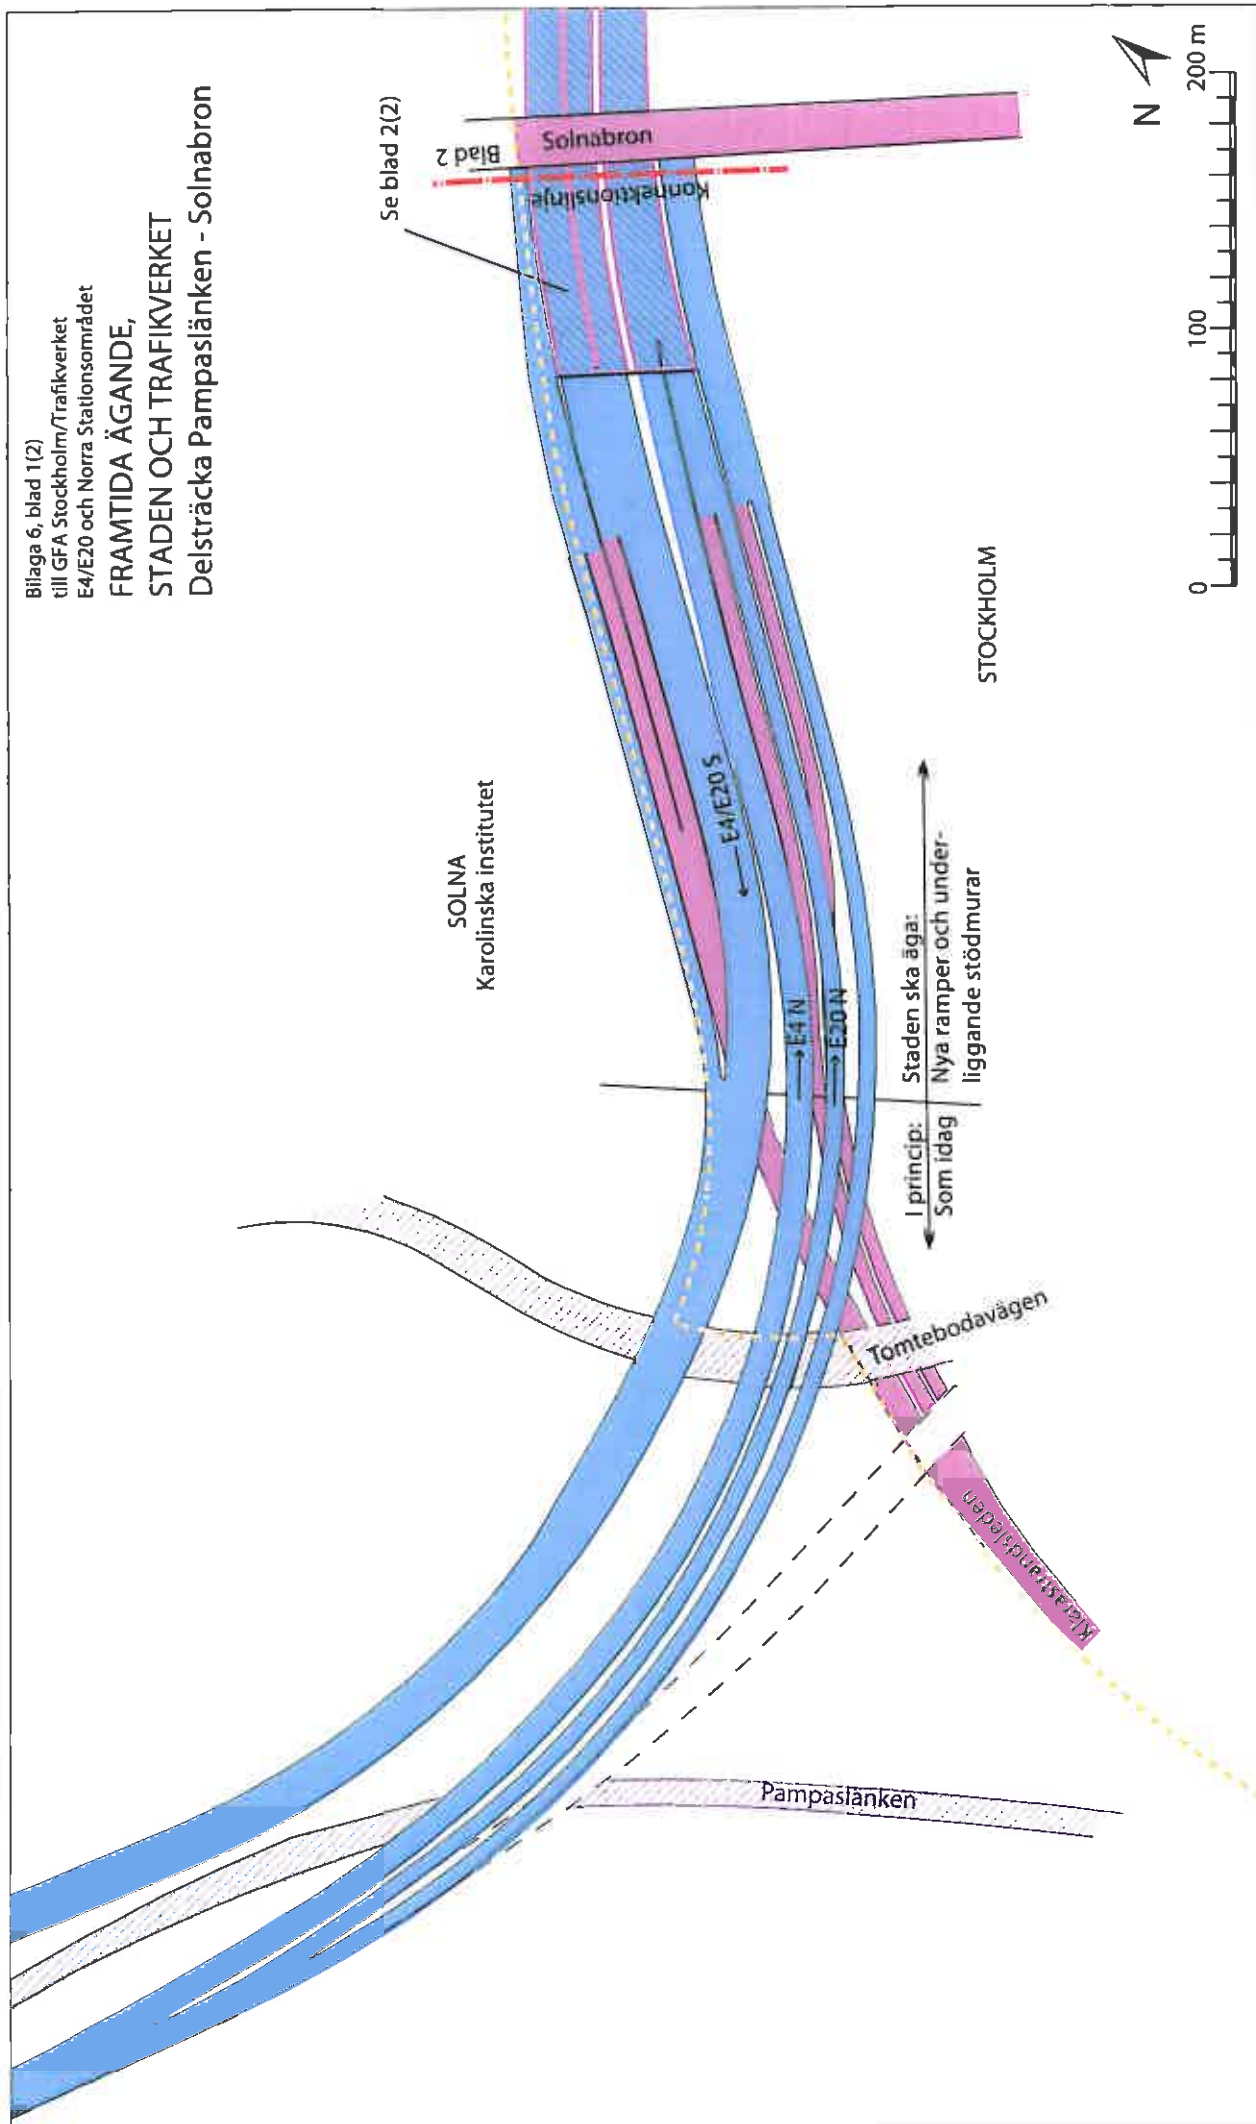 Bilaga 6, blad 1(2)
till GFA Stockholm/Trafikverket
E4/E20 och Norra Stationsområdet
FRAMTIDA ÄGANDE,
STADEN OCH TRAFIKVERKET
Delsträcka Pampaslänken - Solnabron
Se blad 2(2)
Blad 2
Solnabron
Konnektionslinje
SOLNA
Karolinska institutet
E4/E20 S
E4 N
E20 N
STOCKHOLM
I princip:
Som idag
Staden ska äga:
Nya ramper och under-
liggande stödmurar
Tomtebodavägen
Klarastrandsleden
Pampaslänken
N
0
100
200 m